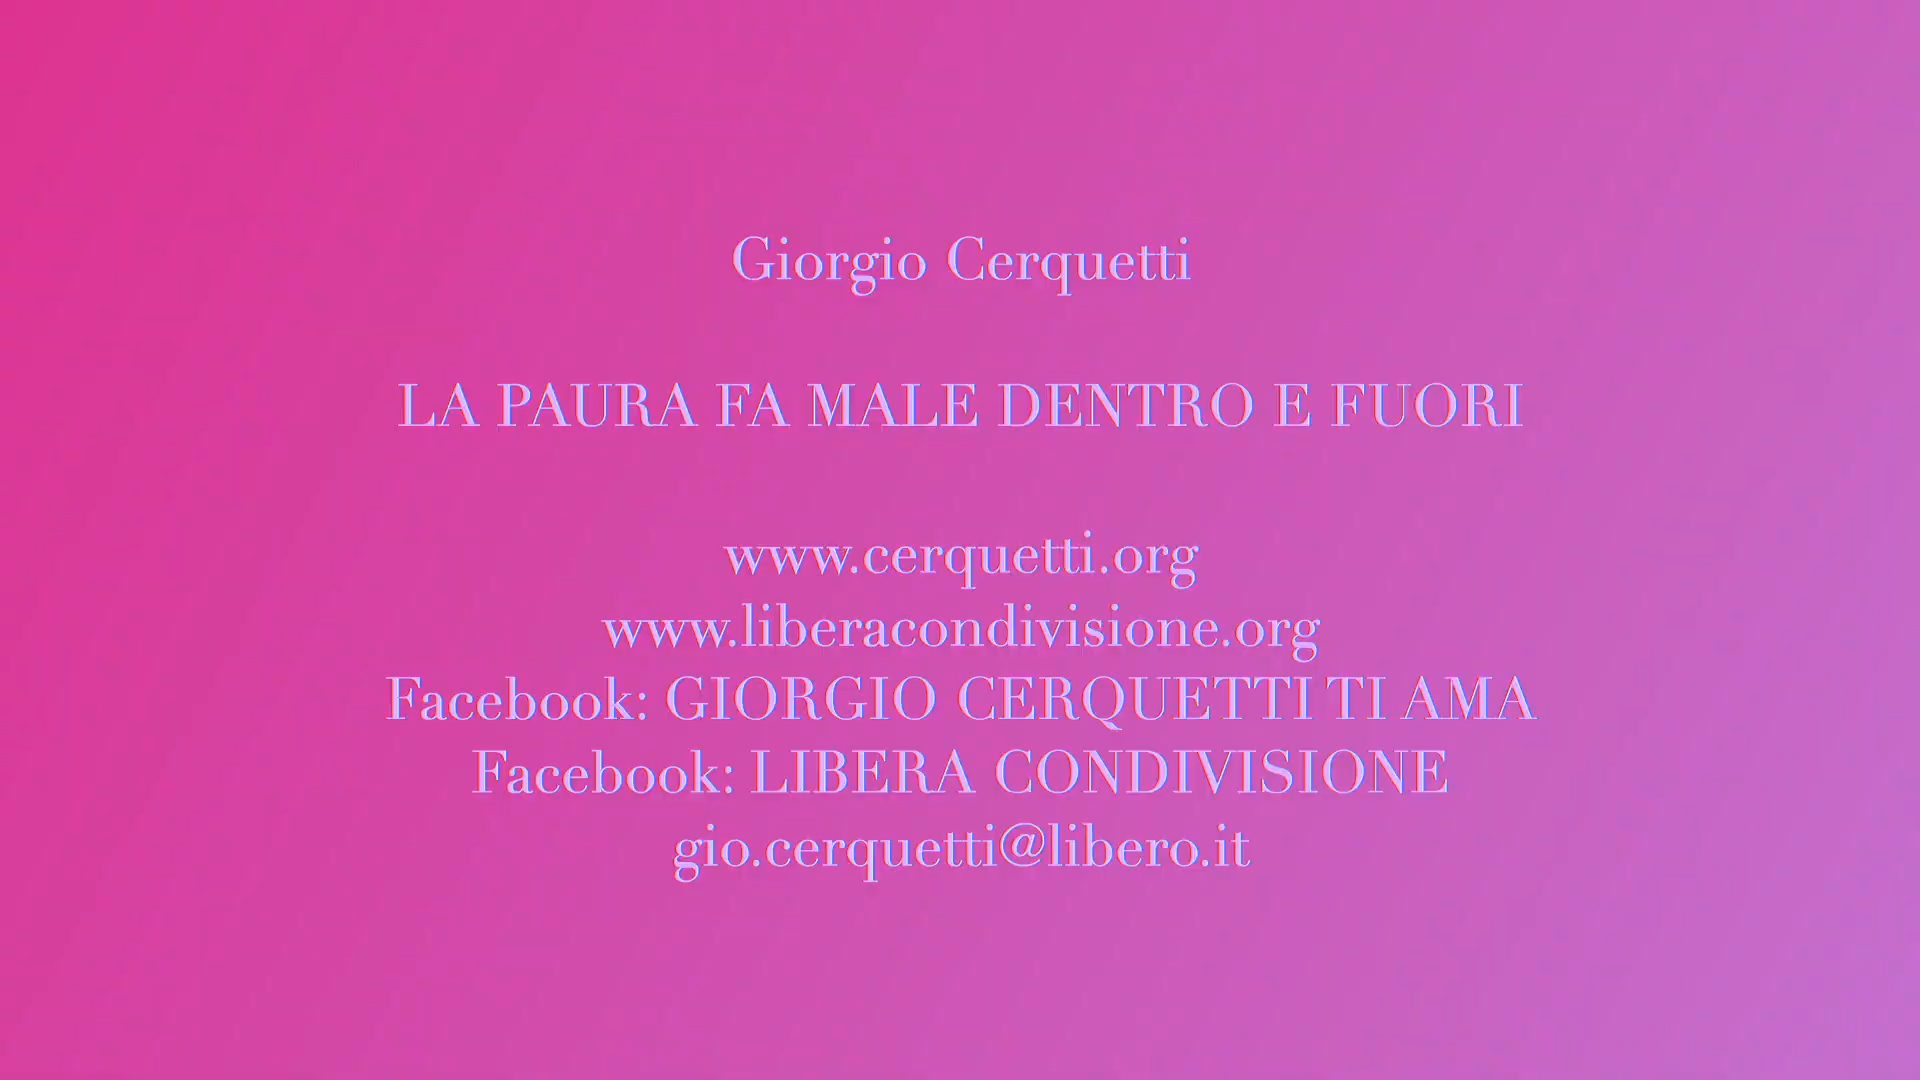 Giorgio Cerquetti
LA PAURA FA MALE DENTRO E FUORI
www.cerquetti.org
www.liberacondivisione.org
Facebook: GIORGIO CERQUETTI TI AMA
Facebook: LIBERA CONDIVISIONE
gio.cerquetti@libero.it